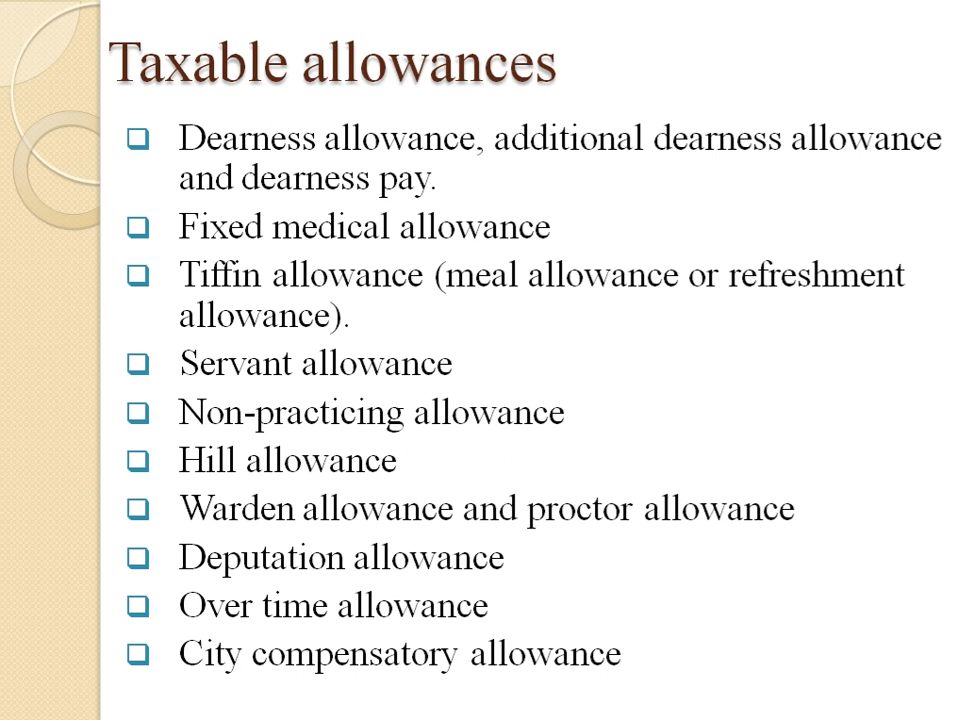 Taxable allowances
Dearness allowance, additional dearness allowance
and dearness pay.
Fixed medical allowance
Tiffin allowance (meal allowance or refreshment
allowance).
Servant allowance
Non-practicing allowance
Hill allowance
Warden allowance and proctor allowance
Deputation allowance
Over time allowance
City compensatory allowance